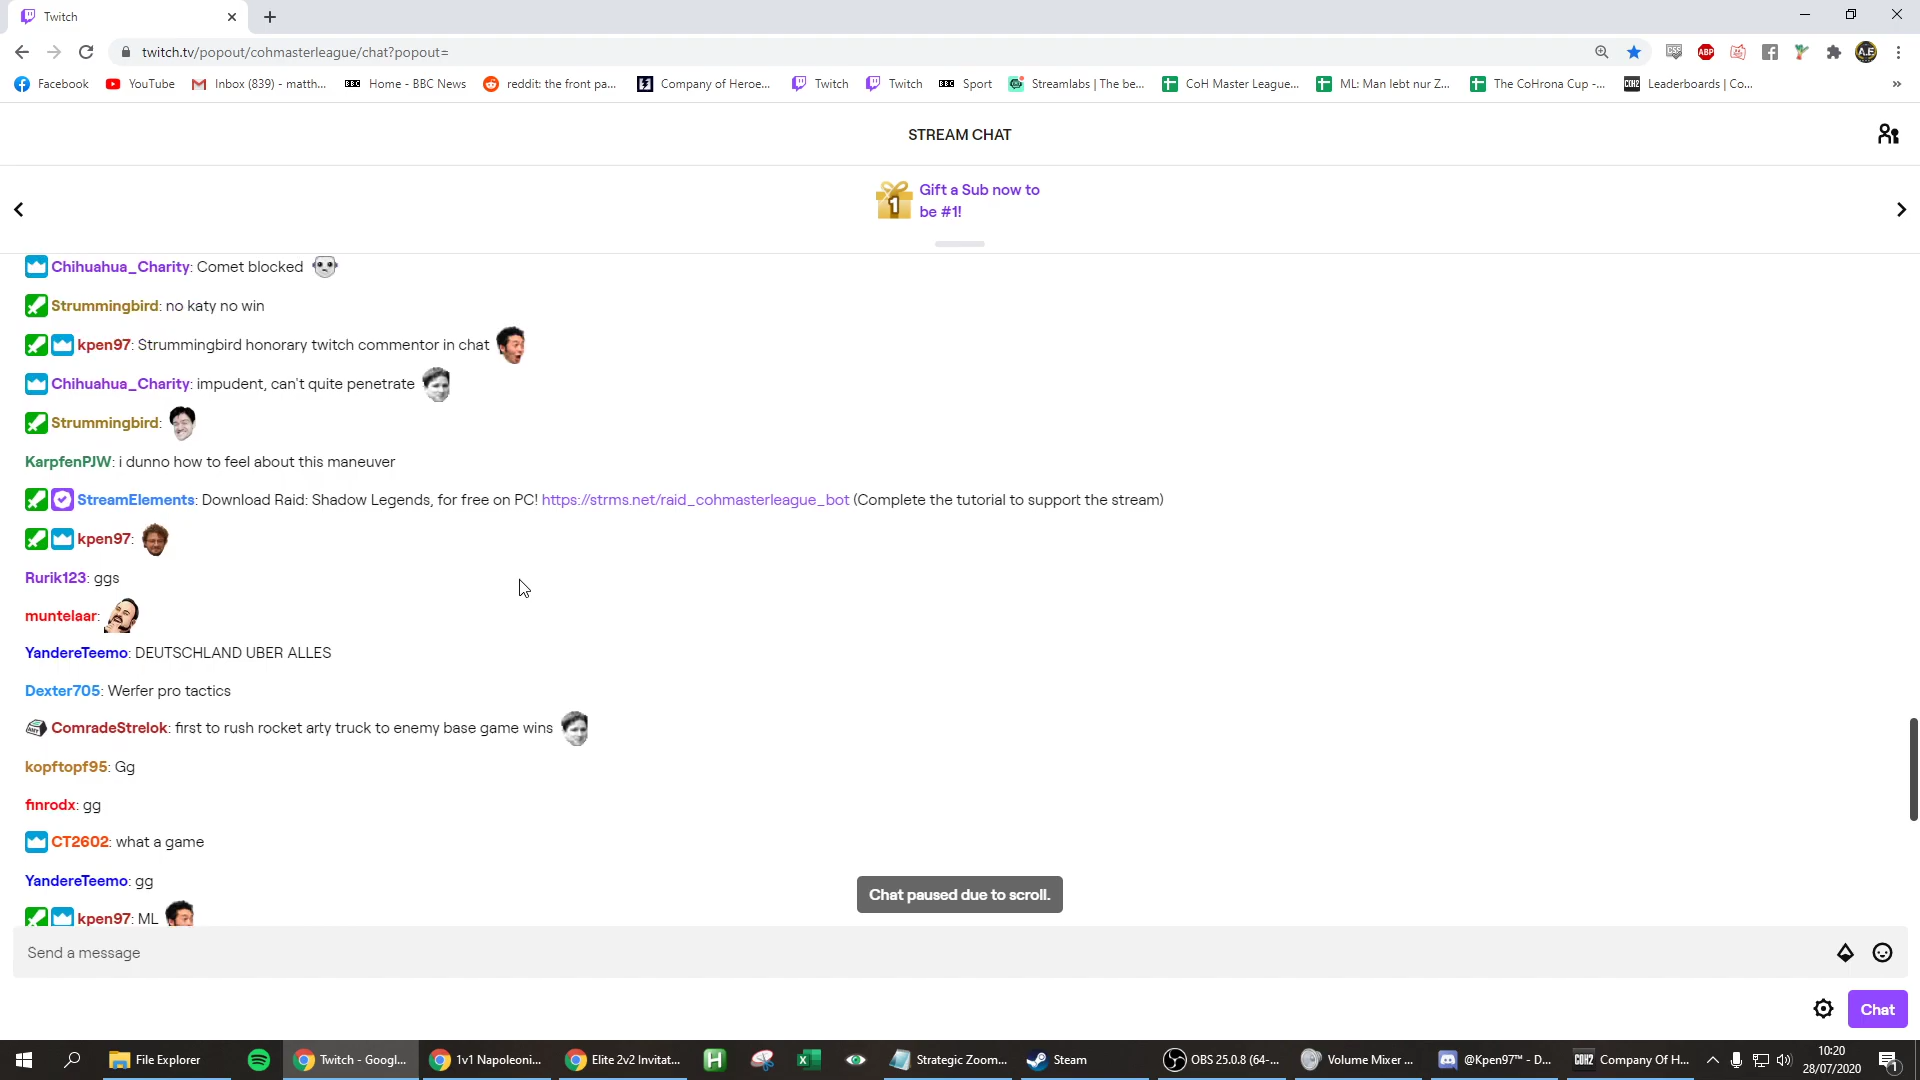 Twitch
twitch.tv/popout/cohmasterleague/chat?popout=
Facebook YouTube Inbox (839) - matth... BBC Home - BBC News reddit: the front pa... Company of Heroe... Twitch Twitch BBC Sport Streamlabs | The be... CoH Master League... ML: Man lebt nur Z... The CoHrona Cup -... COH2 Leaderboards | Co... »
STREAM CHAT
Gift a Sub now to
be #1!
1
Chihuahua_Charity: Comet blocked
Strummingbird: no katy no win
kpen97: Strummingbird honorary twitch commentor in chat
Chihuahua_Charity: impudent, can't quite penetrate
Strummingbird:
KarpfenPJW: i dunno how to feel about this maneuver
StreamElements: Download Raid: Shadow Legends, for free on PC! https://strms.net/raid_cohmasterleague_bot (Complete the tutorial to support the stream)
kpen97:
Rurik123: ggs
muntelaar:
YandereTeemo: DEUTSCHLAND UBER ALLES
Dexter705: Werfer pro tactics
ComradeStrelok: first to rush rocket arty truck to enemy base game wins
kopftopf95: Gg
finrodx: gg
CT2602: what a game
YandereTeemo: gg
kpen97: ML
Chat paused due to scroll.
Send a message
Chat
File Explorer Twitch - Googl... 1v1 Napoleoni... Elite 2v2 Invitat... Strategic Zoom... Steam OBS 25.0.8 (64-... Volume Mixer ... @Kpen97™ - D... COH2 Company Of H... 10:20
28/07/2020